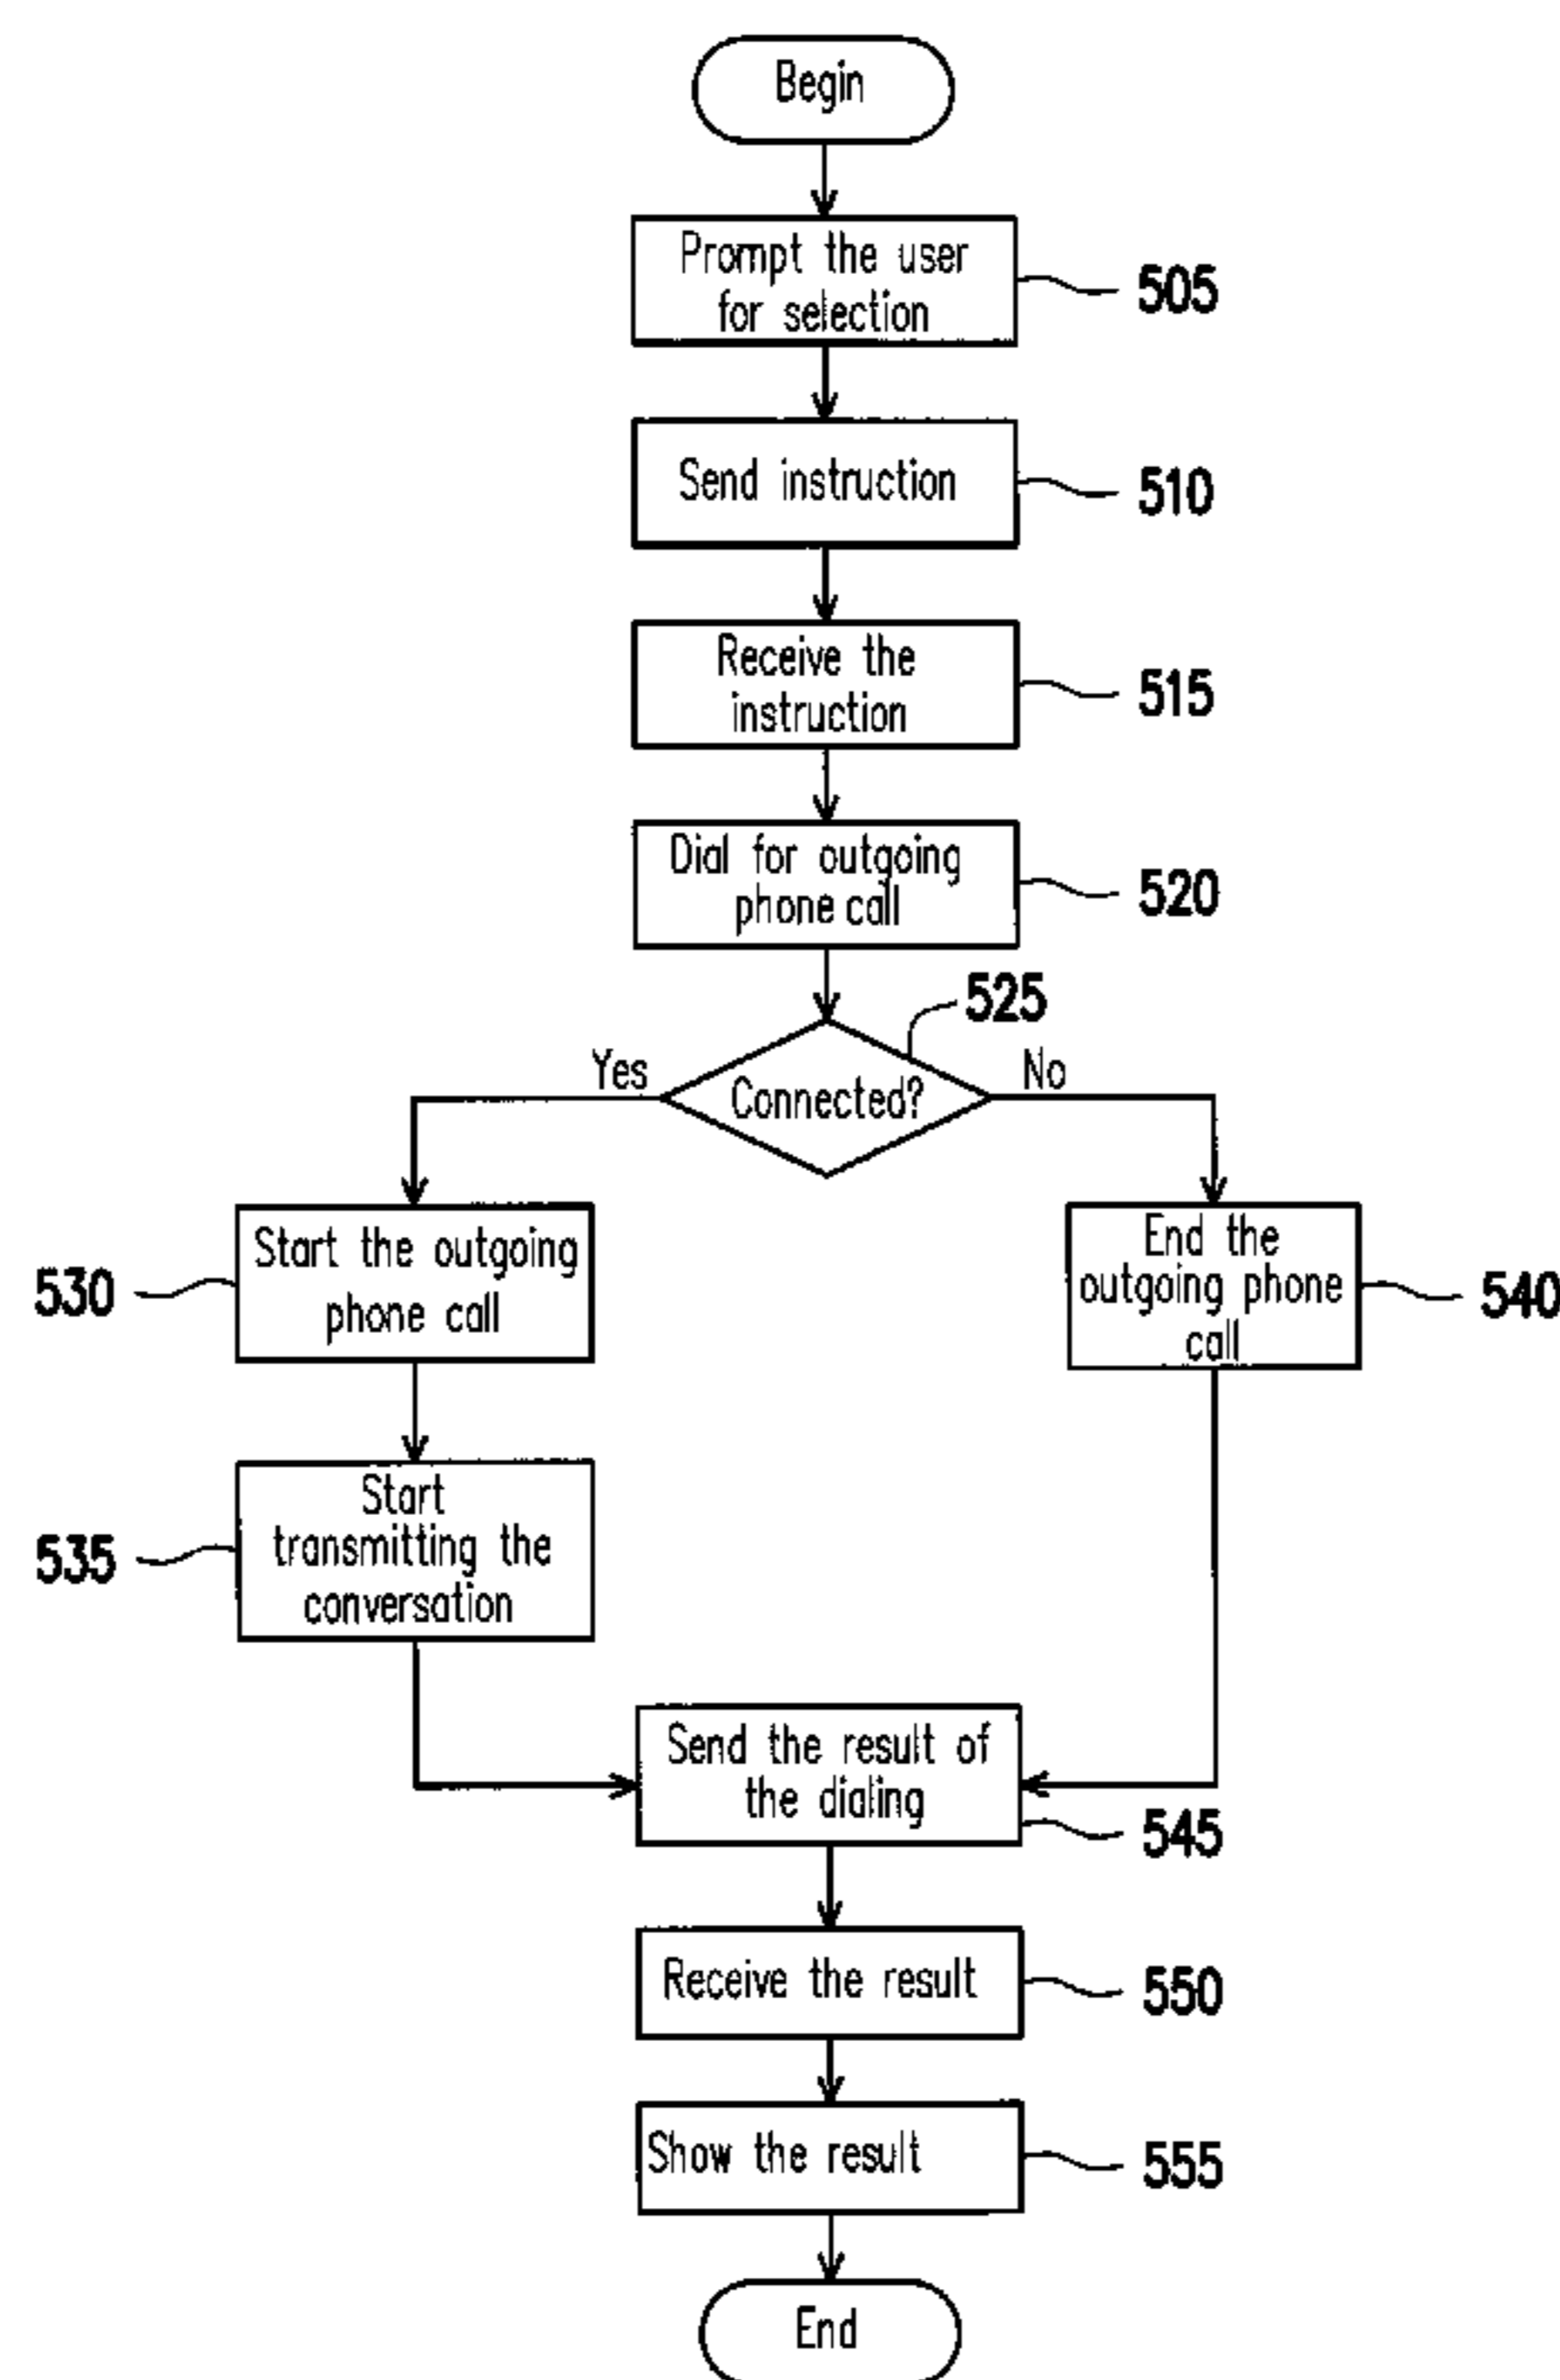 Begin
Prompt the user
for selection
505
Send instruction
510
Receive the
instruction
515
Dial for outgoing
phone call
520
525
Yes
Connected?
No
Start the outgoing
phone call
530
End the
outgoing phone
call
540
Start
transmitting the
conversation
535
Send the result of
the dialing
545
Receive the result
550
Show the result
555
End